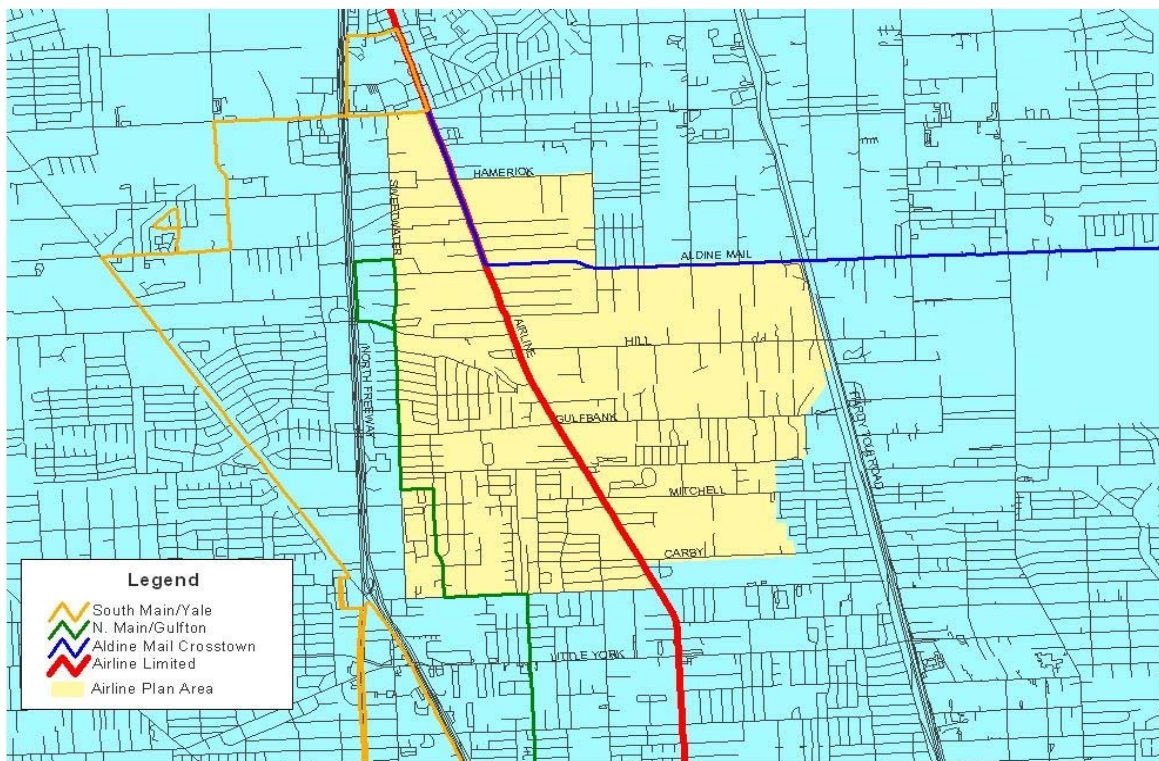 HAMERICK
SWEETWATER
ALDINE MAIL
AIRLINE
HILL
NORTH FREEWAY
GULFBANK
HARDY TOLL ROAD
MITCHELL
CARBY
LITTLE YORK
Legend
South Main/Yale
N. Main/Gulfton
Aldine Mail Crosstown
Airline Limited
Airline Plan Area